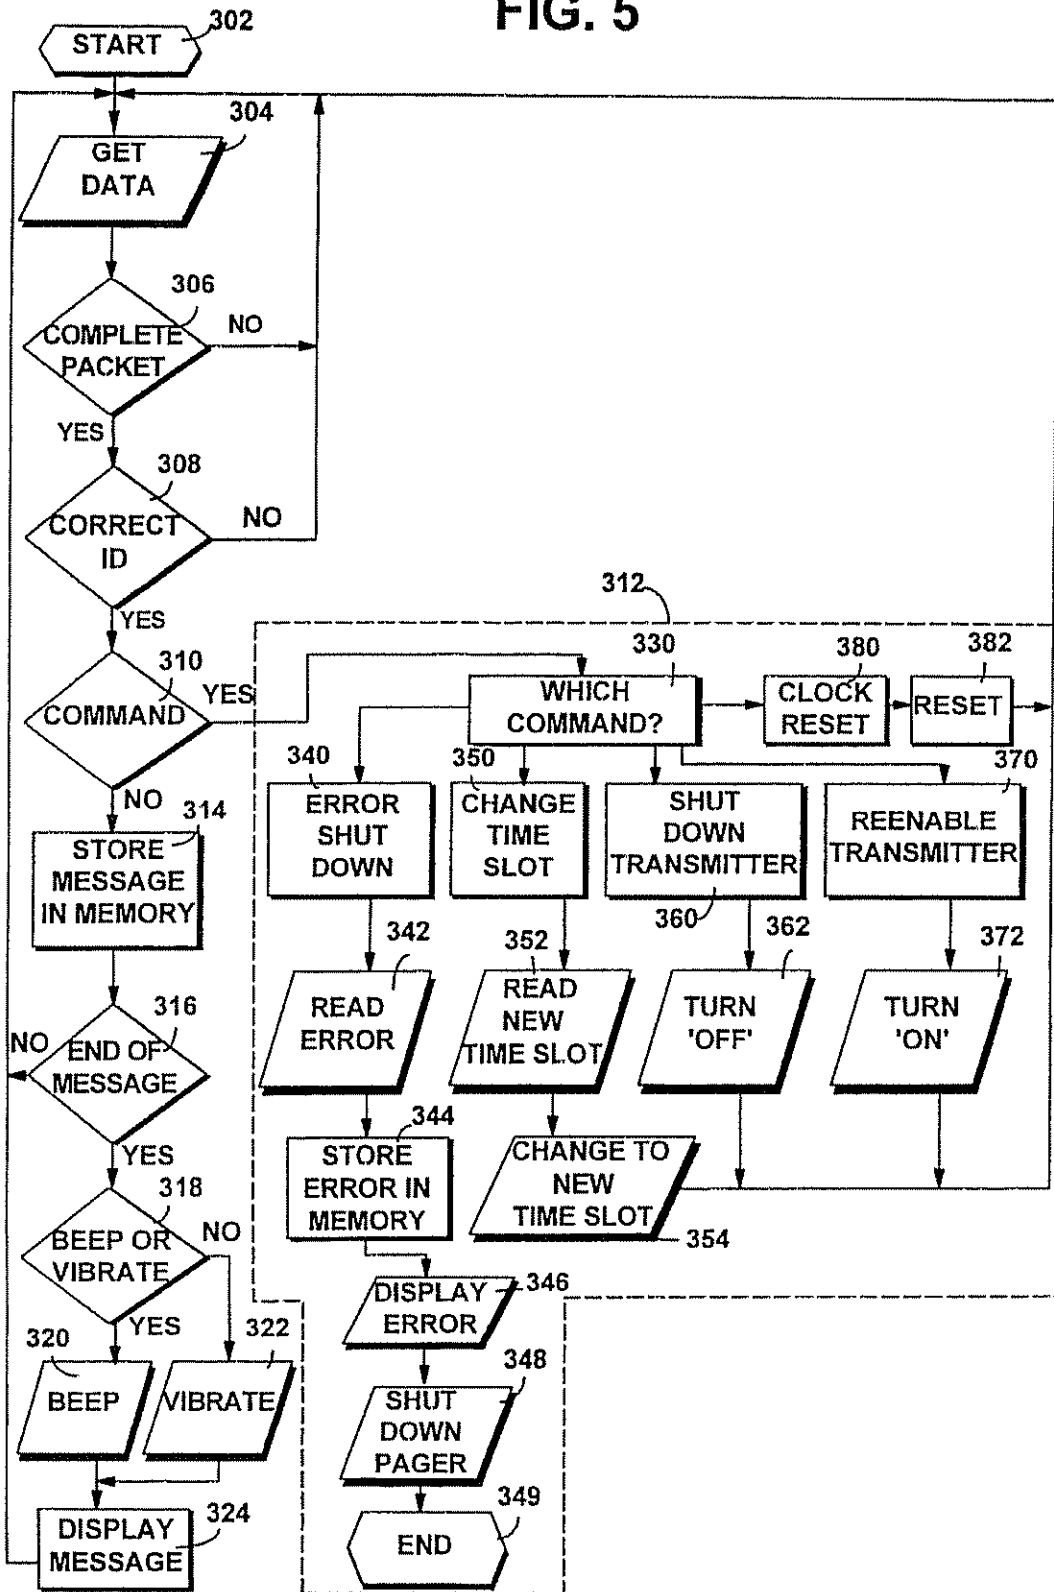 FIG. 5
302
START
304
GET
DATA
306
COMPLETE
PACKET
NO
YES
308
CORRECT
ID
NO
YES
310
COMMAND
YES
NO
312
330
WHICH
COMMAND?
380
CLOCK
RESET
382
RESET
314
STORE
MESSAGE
IN MEMORY
316
END OF
MESSAGE
NO
YES
318
BEEP OR
VIBRATE
NO
YES
320
BEEP
322
VIBRATE
324
DISPLAY
MESSAGE
340
ERROR
SHUT
DOWN
342
READ
ERROR
344
STORE
ERROR IN
MEMORY
346
DISPLAY
ERROR
348
SHUT
DOWN
PAGER
349
END
350
CHANGE
TIME
SLOT
352
READ
NEW
TIME SLOT
CHANGE TO
NEW
TIME SLOT
354
SHUT
DOWN
TRANSMITTER
360
362
TURN
'OFF'
370
REENABLE
TRANSMITTER
372
TURN
'ON'